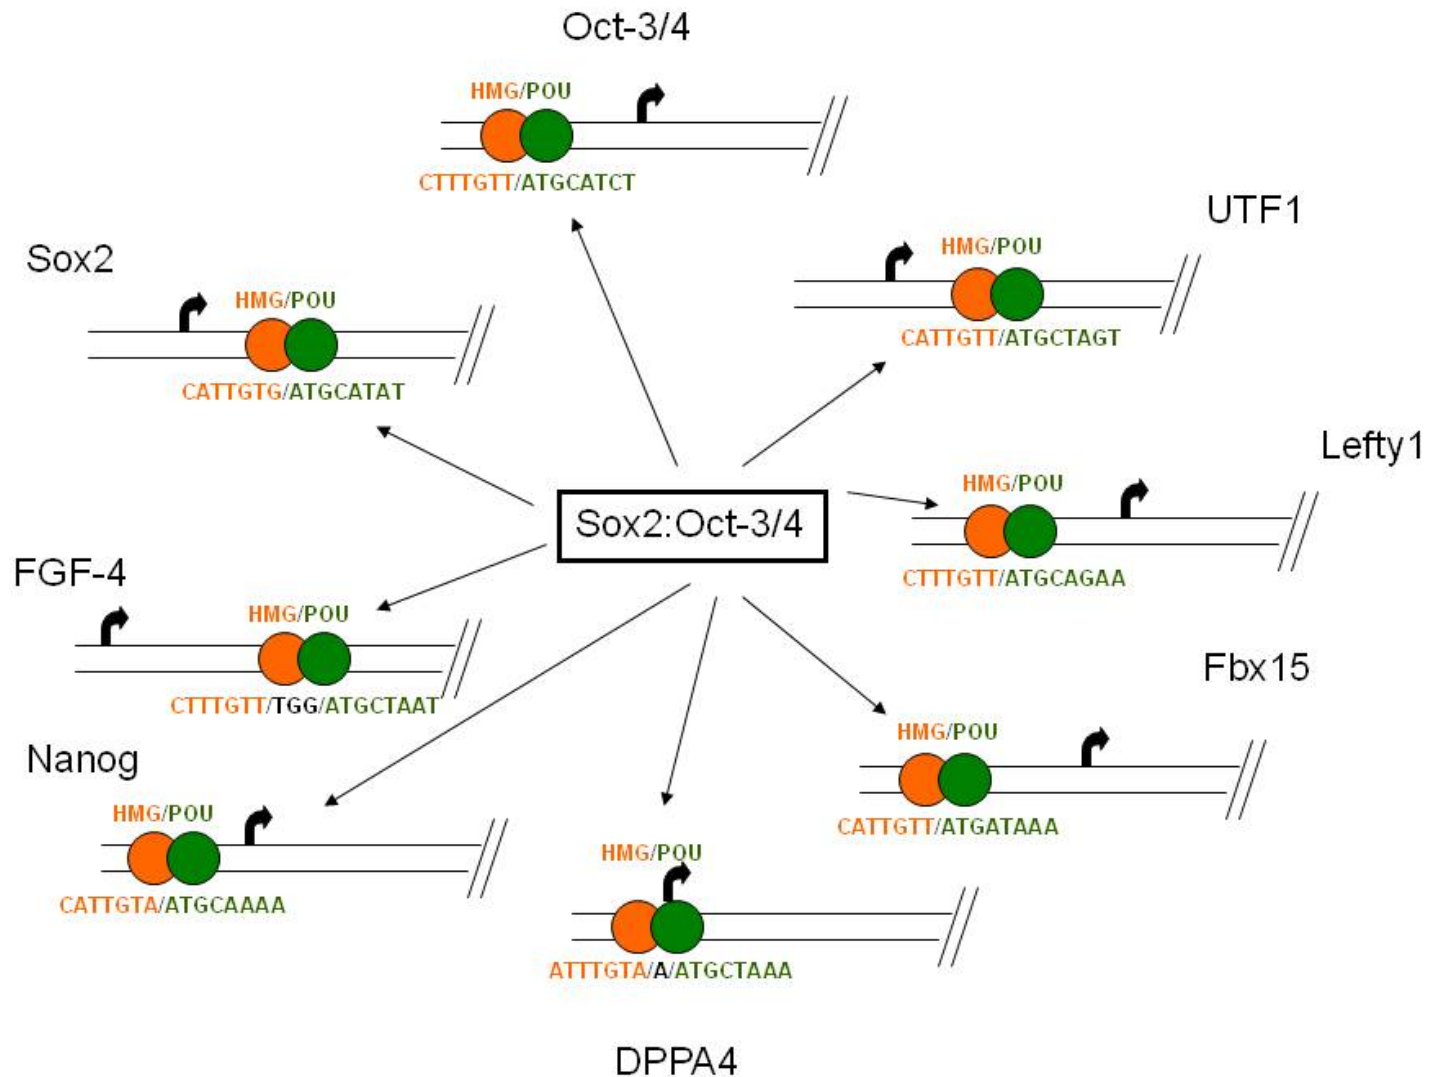 Oct-3/4
HMG/POU
CTTTGTT/ATGCATCT
UTF1
HMG/POU
CATTGTT/ATGCTAGT
Sox2
HMG/POU
CATTGTG/ATGCATAT
Lefty1
HMG/POU
CTTTGTT/ATGCAGAA
Sox2:Oct-3/4
FGF-4
HMG/POU
CTTTGTT/TGG/ATGCTAAT
Fbx15
HMG/POU
CATTGTT/ATGATAAA
Nanog
HMG/POU
CATTGTA/ATGCAAAA
HMG/POU
ATTTGTA/A/ATGCTAAA
DPPA4